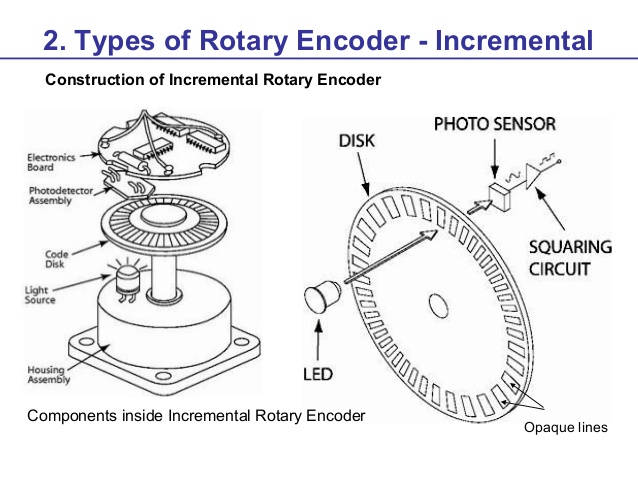 2. Types of Rotary Encoder - Incremental
Construction of Incremental Rotary Encoder
Electronics
Board
Photodetector
Assembly
Code
Disk
Light
Source
Housing
Assembly
Components inside Incremental Rotary Encoder
DISK
PHOTO SENSOR
SQUARING
CIRCUIT
LED
Opaque lines